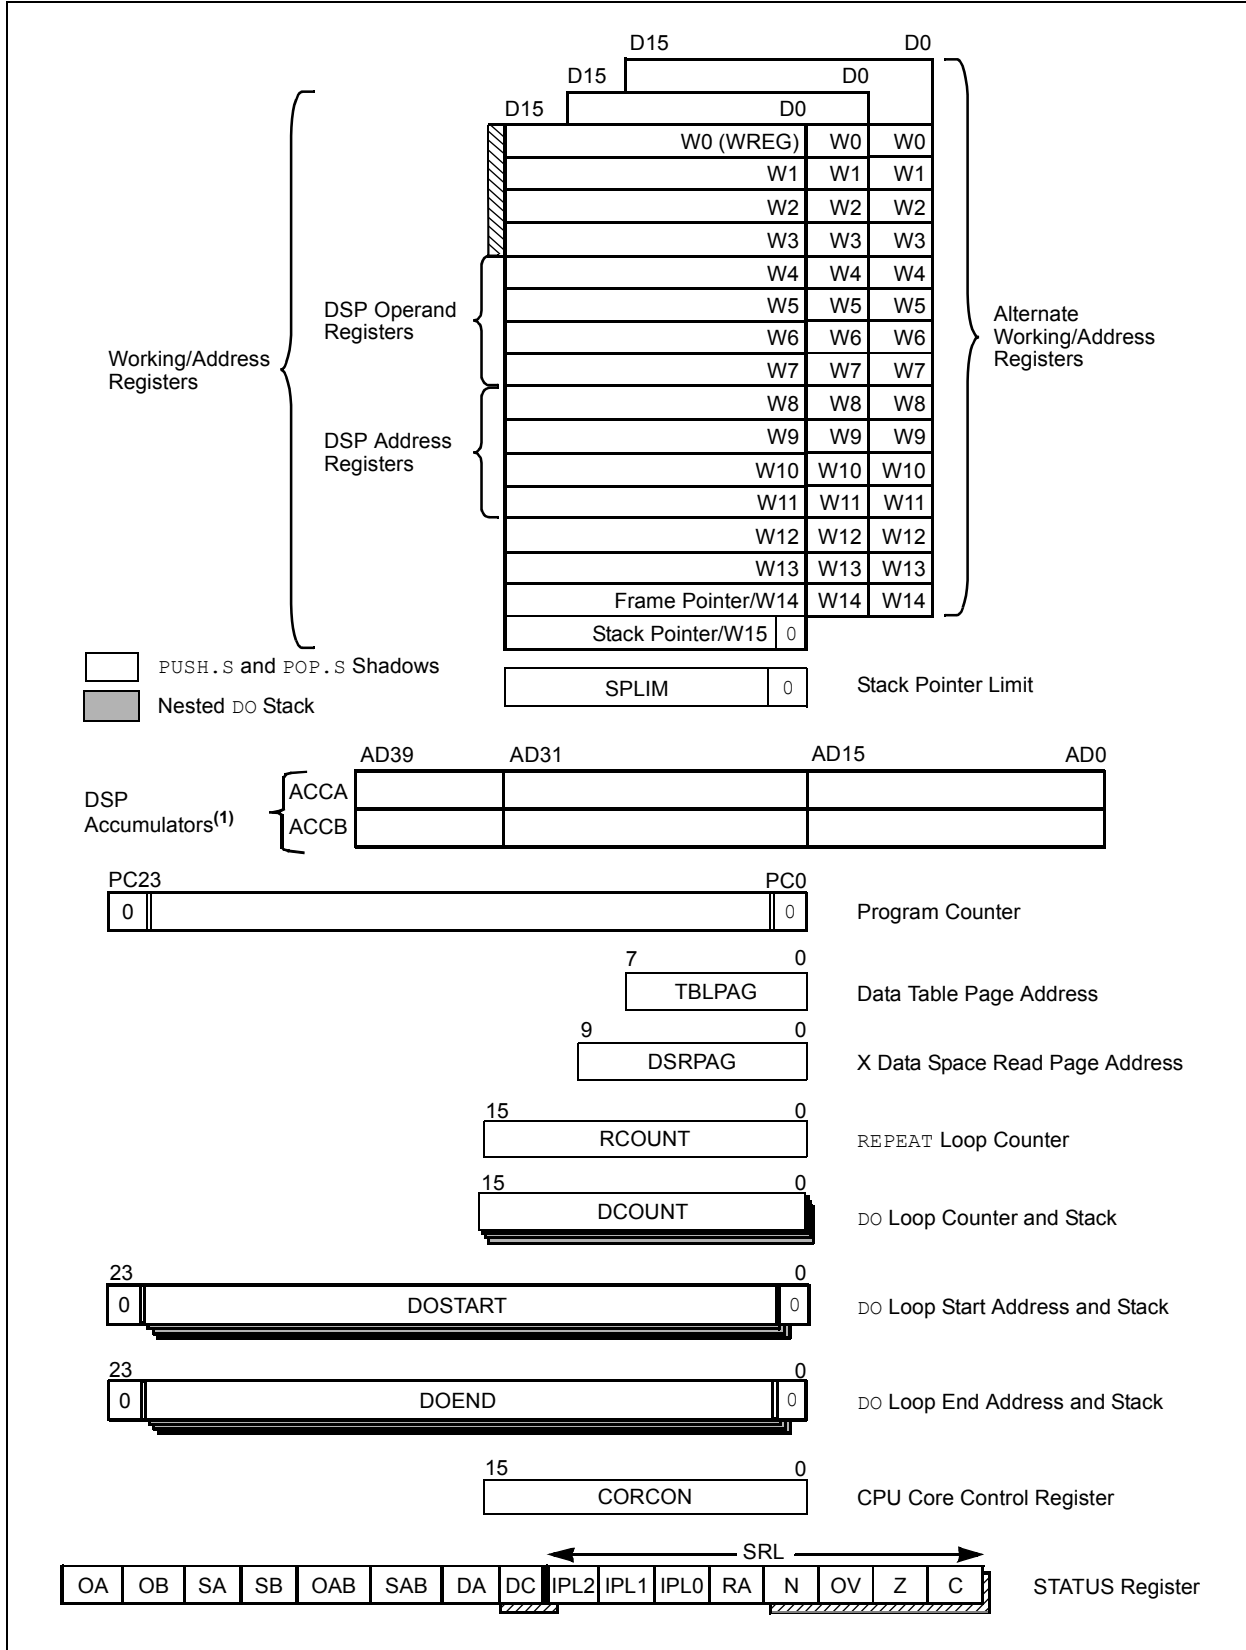 D15 D0
D15 D0
D15 D0
W0 (WREG) W0 W0
W1 W1 W1
W2 W2 W2
W3 W3 W3
W4 W4 W4
W5 W5 W5
W6 W6 W6
W7 W7 W7
W8 W8 W8
W9 W9 W9
W10 W10 W10
W11 W11 W11
W12 W12 W12
W13 W13 W13
Frame Pointer/W14 W14 W14
Stack Pointer/W15 0
Working/Address
Registers
DSP Operand
Registers
DSP Address
Registers
Alternate
Working/Address
Registers
PUSH.S and POP.S Shadows
Nested DO Stack
SPLIM 0 Stack Pointer Limit
AD39 AD31 AD15 AD0
DSP
Accumulators(1)
ACCA
ACCB
PC23 PC0
0 0 Program Counter
7 0
TBLPAG Data Table Page Address
9 0
DSRPAG X Data Space Read Page Address
15 0
RCOUNT REPEAT Loop Counter
15 0
DCOUNT DO Loop Counter and Stack
23 0
0 DOSTART 0 DO Loop Start Address and Stack
23 0
0 DOEND 0 DO Loop End Address and Stack
15 0
CORCON CPU Core Control Register
SRL
OA OB SA SB OAB SAB DA DC IPL2 IPL1 IPL0 RA N OV Z C STATUS Register